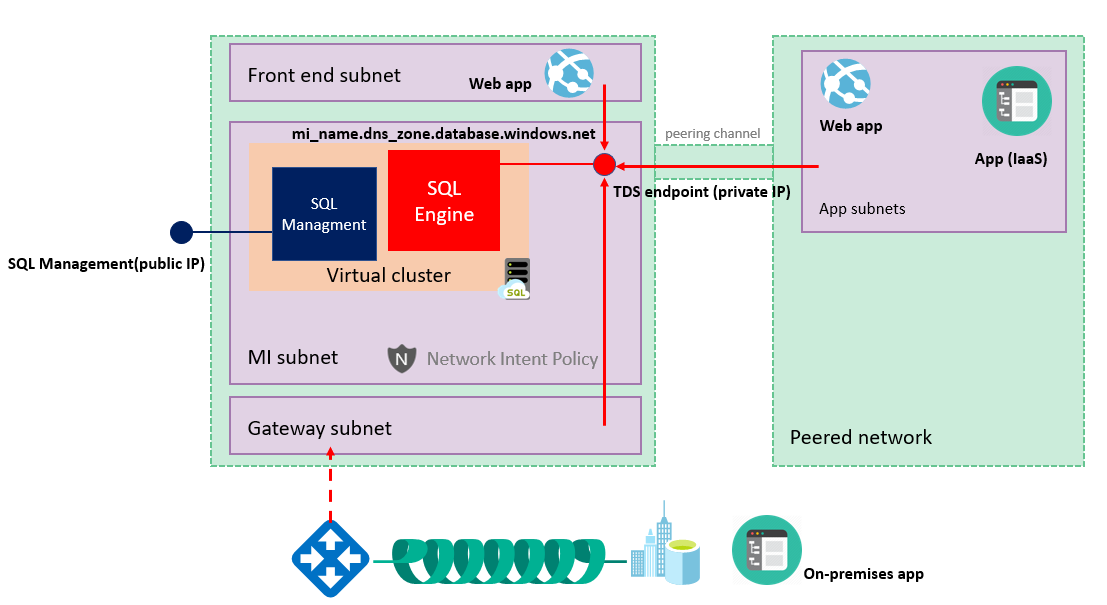 Front end subnet
Web app
mi_name.dns_zone.database.windows.net
SQL
Managment
SQL
Engine
Virtual cluster
SQL
SQL Management(public IP)
MI subnet
N
Network Intent Policy
Gateway subnet
peering channel
TDS endpoint (private IP)
Web app
App (IaaS)
App subnets
Peered network
On-premises app